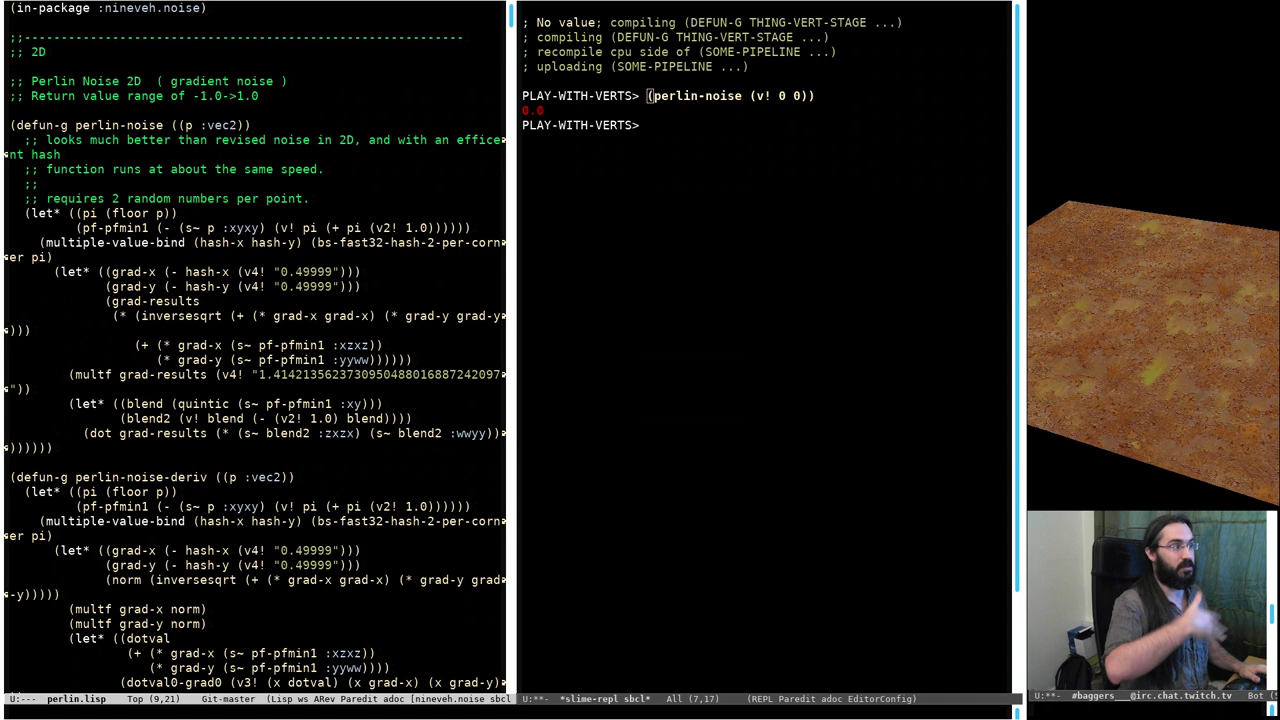 (in-package :nineveh.noise)
;;------------------------------------------------------------
;; 2D
;; Perlin Noise 2D  ( gradient noise )
;; Return value range of -1.0->1.0
(defun-g perlin-noise ((p :vec2))
;; looks much better than revised noise in 2D, and with an effice
nt hash
;; function runs at about the same speed.
;;
;; requires 2 random numbers per point.
(let* ((pi (floor p))
(pf-pfmin1 (- (s~ p :xyxy) (v! pi (+ pi (v2! 1.0))))))
(multiple-value-bind (hash-x hash-y) (bs-fast32-hash-2-per-corn
er pi)
(let* ((grad-x (- hash-x (v4! "0.49999")))
(grad-y (- hash-y (v4! "0.49999")))
(grad-results
(* (inversesqrt (+ (* grad-x grad-x) (* grad-y grad-y
)))
(+ (* grad-x (s~ pf-pfmin1 :xzxz))
(* grad-y (s~ pf-pfmin1 :yyww))))))
(multf grad-results (v4! "1.4142135623730950488016887242097
"))
(let* ((blend (quintic (s~ pf-pfmin1 :xy)))
(blend2 (v! blend (- (v2! 1.0) blend))))
(dot grad-results (* (s~ blend2 :zxzx) (s~ blend2 :wwyy))
))))))
(defun-g perlin-noise-deriv ((p :vec2))
(let* ((pi (floor p))
(pf-pfmin1 (- (s~ p :xyxy) (v! pi (+ pi (v2! 1.0))))))
(multiple-value-bind (hash-x hash-y) (bs-fast32-hash-2-per-corn
er pi)
(let* ((grad-x (- hash-x (v4! "0.49999")))
(grad-y (- hash-y (v4! "0.49999")))
(norm (inversesqrt (+ (* grad-x grad-x) (* grad-y grad
-y)))))
(multf grad-x norm)
(multf grad-y norm)
(let* ((dotval
(+ (* grad-x (s~ pf-pfmin1 :xzxz))
(* grad-y (s~ pf-pfmin1 :yyww))))
(dotval0-grad0 (v3! (x dotval) (x grad-x) (x grad-y)
U:---  perlin.lisp    Top (9,21)    Git-master  (Lisp ws ARev Paredit adoc [nineveh.noise sbcl
; No value; compiling (DEFUN-G THING-VERT-STAGE ...)
; compiling (DEFUN-G THING-VERT-STAGE ...)
; recompile cpu side of (SOME-PIPELINE ...)
; uploading (SOME-PIPELINE ...)
PLAY-WITH-VERTS> (perlin-noise (v! 0 0))
0.0
PLAY-WITH-VERTS>
U:**-  *slime-repl sbcl*   All (7,17)     (REPL Paredit adoc EditorConfig)
U:**-  #baggers___@irc.chat.twitch.tv   Bot (